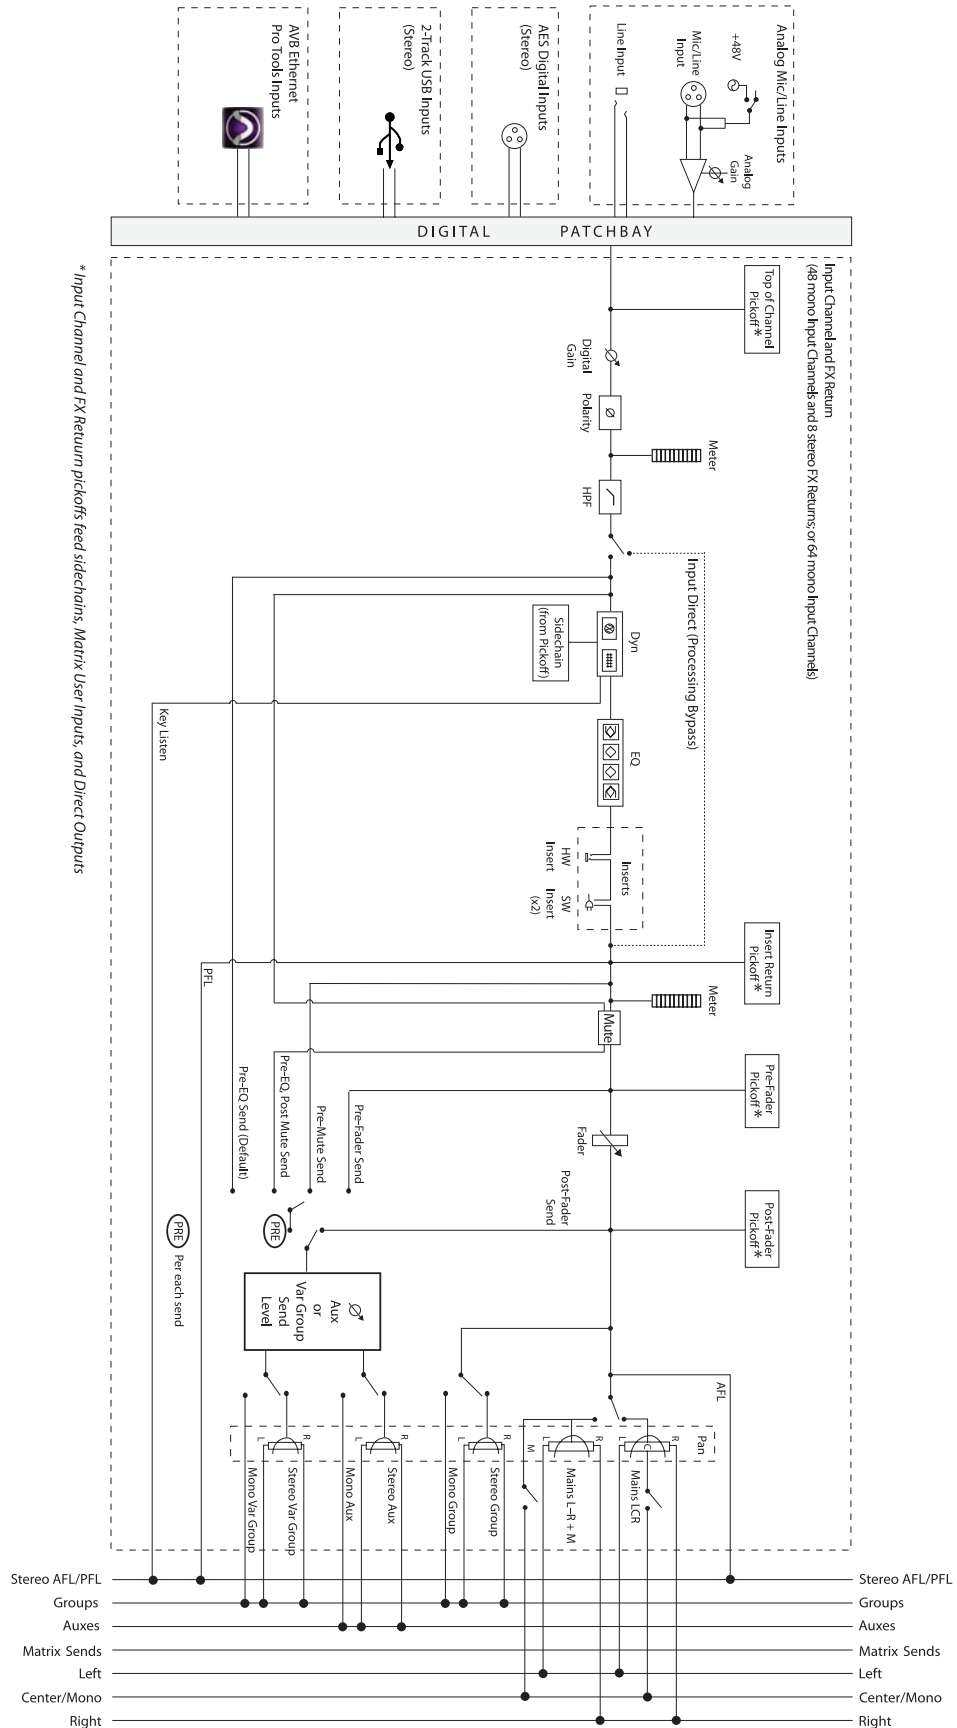 Analog Mic/Line Inputs
+48V
Mic/Line
Input
Analog
Gain
Line Input
AES Digital Inputs
(Stereo)
2-Track USB Inputs
(Stereo)
AVB Ethernet
Pro Tools Inputs
DIGITAL PATCHBAY
Input Channel and FX Return
(48 mono Input Channels and 8 stereo FX Returns; or 64 mono Input Channels)
Top of Channel
Pickoff*
Digital
Gain
Polarity
Meter
HPF
Input Direct (Processing Bypass)
Dyn
Sidechain
(from Pickoff)
Key Listen
EQ
Inserts
HW
Insert
SW
Insert
(x2)
Insert Return
Pickoff*
PFL
Meter
Mute
Pre-Fader
Pickoff*
Fader
Pre-Fader Send
Pre-Mute Send
Pre-EQ, Post Mute Send
Pre-EQ Send (Default)
Post-Fader
Send
Post-Fader
Pickoff*
PRE
PRE
Per each send
Aux
or
Var Group
Send
Level
AFL
Pan
R
C
L
R
L
M
R
L
R
L
R
L
Mains LCR
Mains L-R + M
Stereo Group
Mono Group
Stereo Aux
Mono Aux
Stereo Var Group
Mono Var Group
* Input Channel and FX Retuurn pickoffs feed sidechains, Matrix User Inputs, and Direct Outputs
Stereo AFL/PFL Stereo AFL/PFL
Groups Groups
Auxes Auxes
Matrix Sends Matrix Sends
Left Left
Center/Mono Center/Mono
Right Right